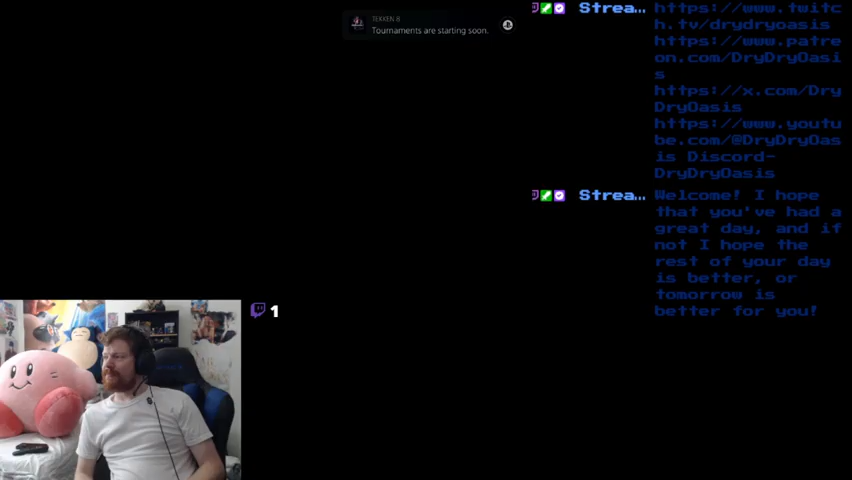 TEKKEN 8
Tournaments are starting soon.
Strea...
https://www.twitc
h.tv/drydryoasis
https://www.patre
on.com/DryDryOasi
s
https://x.com/Dry
DryOasis
https://www.youtu
be.com/@DryDryOas
is Discord-
DryDryOasis
Strea...
Welcome! I hope
that you've had a
great day, and if
not I hope the
rest of your day
is better, or
tomorrow is
better for you!
1